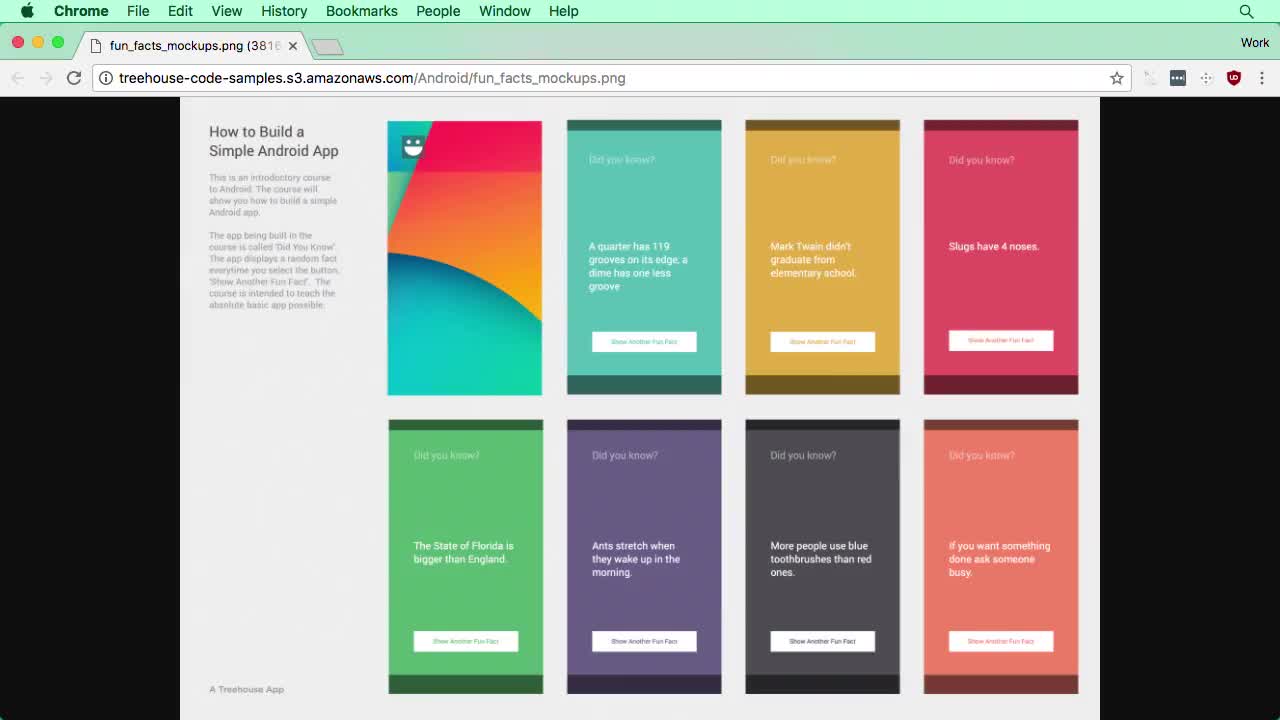 Chrome File Edit View History Bookmarks People Window Help
fun_facts_mockups.png (3816
Work
treehouse-code-samples.s3.amazonaws.com/Android/fun_facts_mockups.png
How to Build a
Simple Android App
This is an introductory course
to Android. The course will
show you how to build a simple
Android app.
The app being built in the
course is called 'Did You Know'.
The app displays a random fact
everytime you select the button,
'Show Another Fun Fact'. The
course is intended to teach the
absolute basic app possible.
Did you know?
A quarter has 119
grooves on its edge, a
dime has one less
groove
Show Another Fun Fact
Did you know?
Mark Twain didn't
graduate from
elementary school.
Show Another Fun Fact
Did you know?
Slugs have 4 noses.
Show Another Fun Fact
Did you know?
The State of Florida is
bigger than England.
Show Another Fun Fact
Did you know?
Ants stretch when
they wake up in the
morning.
Show Another Fun Fact
Did you know?
More people use blue
toothbrushes than red
ones.
Show Another Fun Fact
Did you know?
If you want something
done ask someone
busy.
Show Another Fun Fact
A Treehouse App